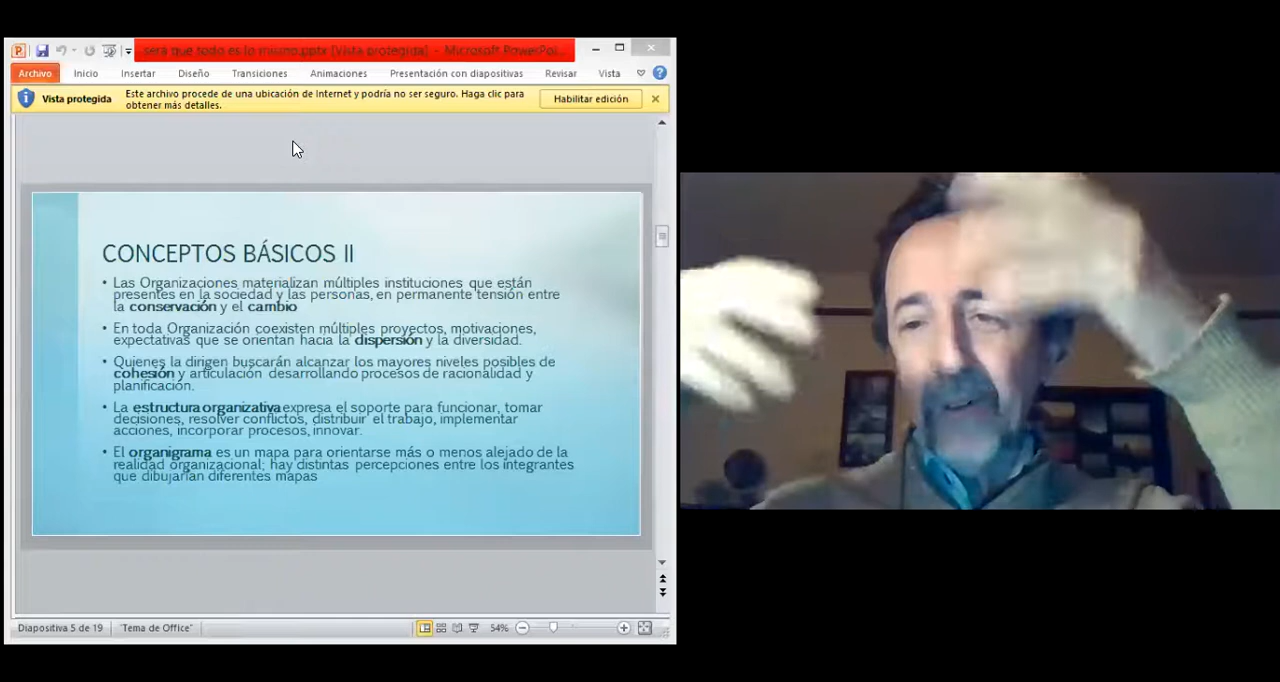 será que todo es lo mismo.pptx [Vista protegida] - Microsoft PowerPoi...
Archivo Inicio Insertar Diseño Transiciones Animaciones Presentación con diapositivas Revisar Vista
Vista protegida Este archivo procede de una ubicación de Internet y podría no ser seguro. Haga clic para
obtener más detalles.
Habilitar edición
CONCEPTOS BÁSICOS II
• Las Organizaciones materializan múltiples instituciones que están
presentes en la sociedad y las personas, en permanente tensión entre
la conservación y el cambio
• En toda Organización coexisten múltiples proyectos, motivaciones,
expectativas que se orientan hacia la dispersión y la diversidad.
• Quienes la dirigen buscarán alcanzar los mayores niveles posibles de
cohesión y articulación desarrollando procesos de racionalidad y
planificación.
• La estructura organizativa expresa el soporte para funcionar, tomar
decisiones, resolver conflictos, distribuir el trabajo, implementar
acciones, incorporar procesos, innovar.
• El organigrama es un mapa para orientarse más o menos alejado de la
realidad organizacional; hay distintas percepciones entre los integrantes
que dibujarían diferentes mapas
Diapositiva 5 de 19 "Tema de Office" 54%